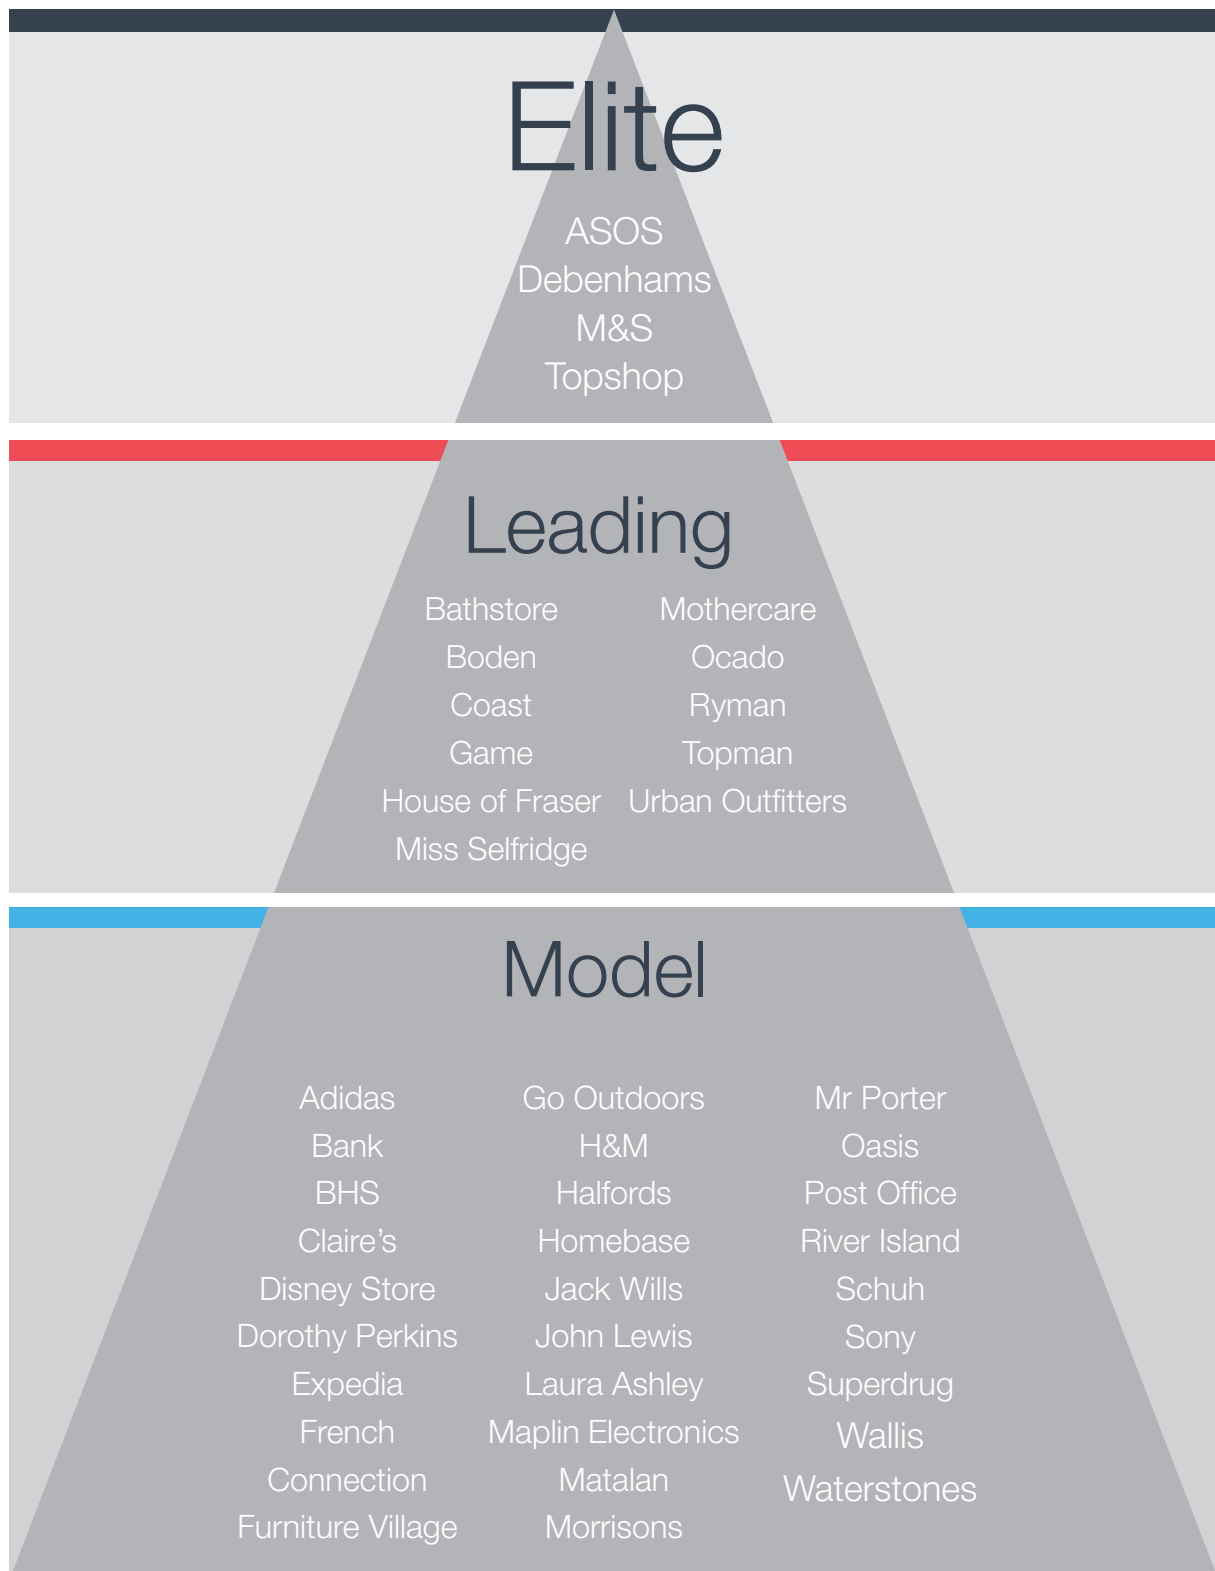 Elite
ASOS
Debenhams
M&S
Topshop
Leading
Bathstore
Boden
Coast
Game
House of Fraser
Miss Selfridge
Mothercare
Ocado
Ryman
Topman
Urban Outfitters
Model
Adidas
Bank
BHS
Claire’s
Disney Store
Dorothy Perkins
Expedia
French
Connection
Furniture Village
Go Outdoors
H&M
Halfords
Homebase
Jack Wills
John Lewis
Laura Ashley
Maplin Electronics
Matalan
Morrisons
Mr Porter
Oasis
Post Office
River Island
Schuh
Sony
Superdrug
Wallis
Waterstones